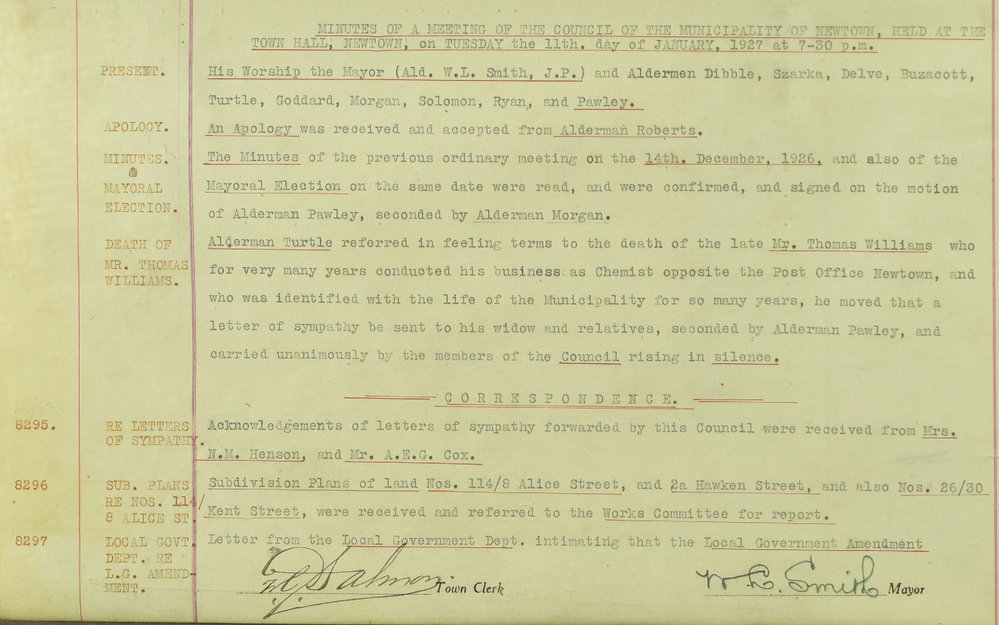 MINUTES OF A MEETING OF THE COUNCIL OF THE MUNICIPALITY OF NEWTOWN, HELD AT THE
TOWN HALL, NEWTOWN, on TUESDAY the 11th. day of JANUARY, 1927 at 7-30 p.m.
PRESENT. His Worship the Mayor (Ald. W.L. Smith, J.P.) and Aldermen Dibble, Szarka, Delve, Buzacott,
Turtle, Goddard, Morgan, Solomon, Ryan, and Pawley.
APOLOGY. An Apology was received and accepted from Alderman Roberts.
MINUTES. The Minutes of the previous ordinary meeting on the 14th. December, 1926, and also of the
@
MAYORAL Mayoral Election on the same date were read, and were confirmed, and signed on the motion
ELECTION. of Alderman Pawley, seconded by Alderman Morgan.
DEATH OF Alderman Turtle referred in feeling terms to the death of the late Mr. Thomas Williams who
MR. THOMAS for very many years conducted his business as Chemist opposite the Post Office Newtown, and
WILLIAMS.
who was identified with the life of the Municipality for so many years, he moved that a
letter of sympathy be sent to his widow and relatives, seconded by Alderman Pawley, and
carried unanimously by the members of the Council rising in silence.
CORRESPONDENCE.
8295. RE LETTERS Acknowledgements of letters of sympathy forwarded by this Council were received from Mrs.
OF SYMPATHY.
N.M. Henson, and Mr. A.E.G. Cox.
8296 SUB. PLANS Subdivision Plans of land Nos. 114/8 Alice Street, and 2a Hawken Street, and also Nos. 26/30
RE NOS. 114/
8 ALICE ST. Kent Street, were received and referred to the Works Committee for report.
8297 LOCAL GOVT. Letter from the Local Government Dept. intimating that the Local Government Amendment
DEPT. RE
L.G. AMEND-
MENT.
Salmon Town Clerk W L. Smith Mayor